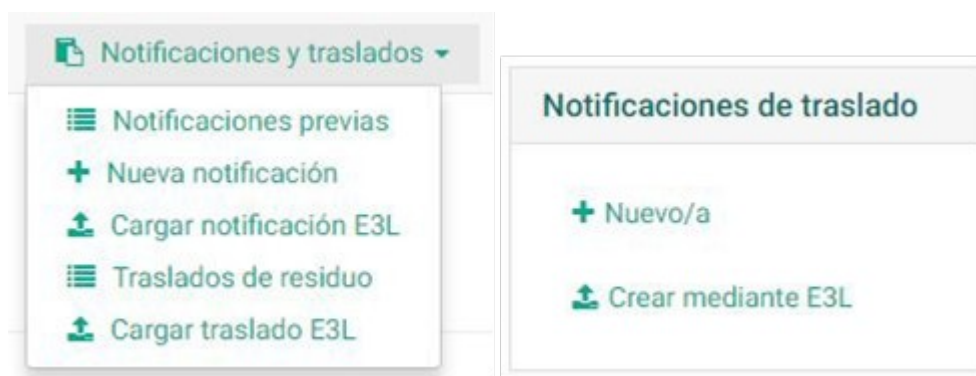 Notificaciones y traslados
Notificaciones previas
Nueva notificación
Cargar notificación E3L
Traslados de residuo
Cargar traslado E3L
Notificaciones de traslado
Nuevo/a
Crear mediante E3L